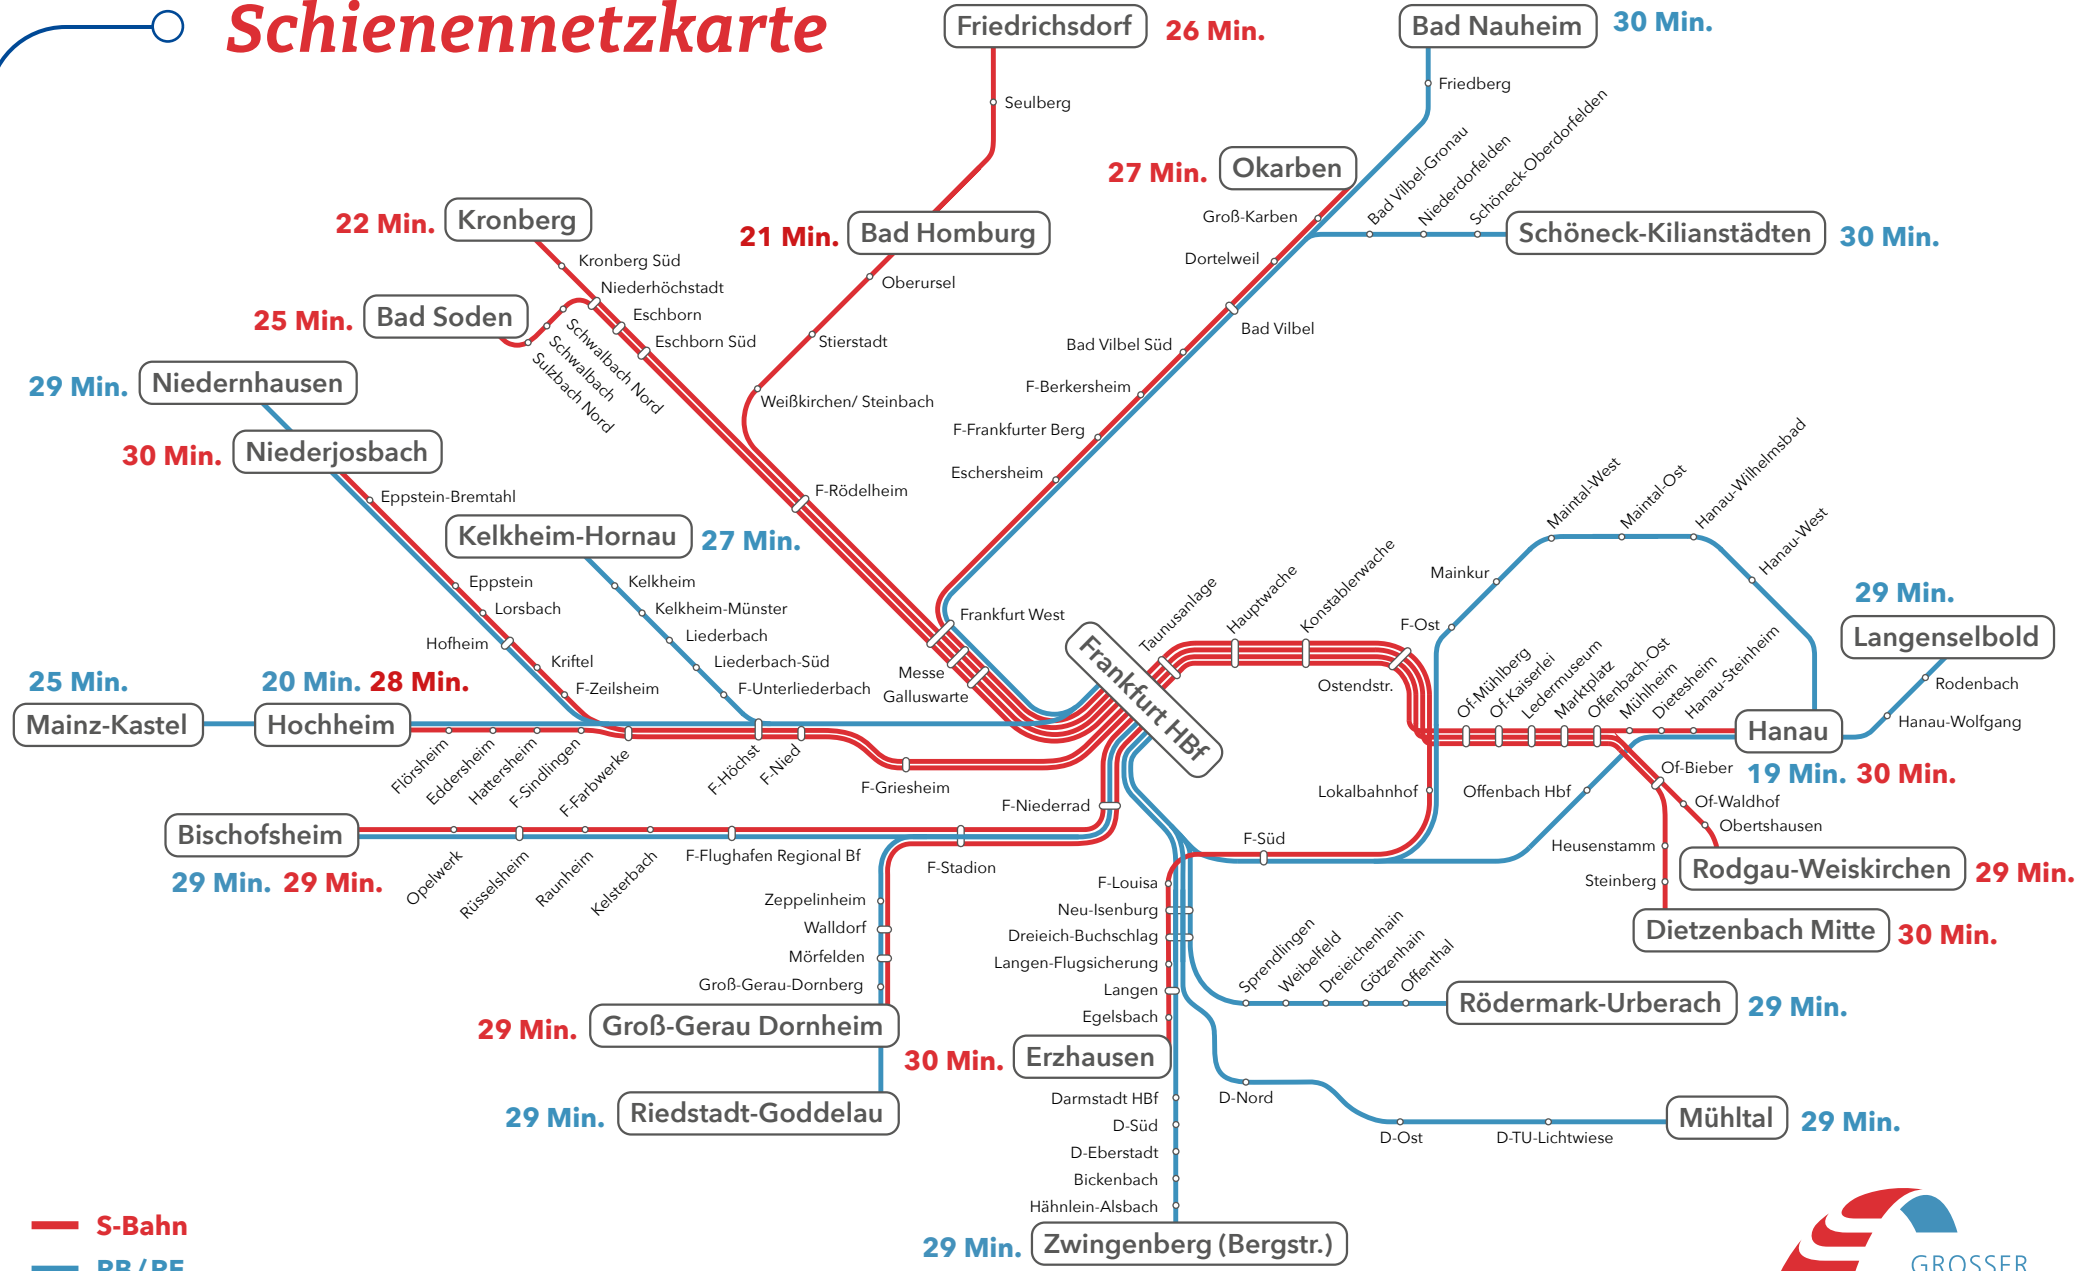 Schienennetzkarte
Friedrichsdorf
26 Min.
Bad Nauheim
30 Min.
Friedberg
Seulberg
Bad Vilbel-Gronau
Niederdorfelden
Schöneck-Oberdorfelden
27 Min.
Okarben
Groß-Karben
Schöneck-Kilianstädten
30 Min.
22 Min.
Kronberg
21 Min.
Bad Homburg
Kronberg Süd
Dortelweil
Niederhöchstadt
Oberursel
25 Min.
Bad Soden
Eschborn
Bad Vilbel
Eschborn Süd
Stierstadt
Bad Vilbel Süd
Schwalbach Nord
Schwalbach
Sulzbach Nord
29 Min.
Niedernhausen
F-Berkersheim
Weißkirchen/ Steinbach
F-Frankfurter Berg
30 Min.
Niederjosbach
Eschersheim
Eppstein-Bremtahl
F-Rödelheim
Maintal-West
Maintal-Ost
Hanau-Wilhelmsbad
Hanau-West
Kelkheim-Hornau
27 Min.
Eppstein
Kelkheim
Mainkur
29 Min.
Lorsbach
Kelkheim-Münster
Frankfurt West
Taunusanlage
Hauptwache
Konstablerwache
F-Ost
Langenselbold
Hofheim
Liederbach
Kriftel
Liederbach-Süd
Messe
Frankfurt HBf
Ostendstr.
Of-Mühlberg
Of-Kaiserlei
Ledermuseum
Marktplatz
Offenbach-Ost
Mühlheim
Dietesheim
Hanau-Steinheim
Rodenbach
25 Min.
20 Min. 28 Min.
F-Zeilsheim
F-Unterliederbach
Galluswarte
Mainz-Kastel
Hochheim
Hanau
Hanau-Wolfgang
Flörsheim
Eddersheim
Hattersheim
F-Sindlingen
F-Farbwerke
F-Höchst
F-Nied
F-Griesheim
Of-Bieber
19 Min. 30 Min.
F-Niederrad
Lokalbahnhof
Offenbach Hbf
Of-Waldhof
Bischofsheim
Obertshausen
F-Süd
Heusenstamm
F-Flughafen Regional Bf
F-Stadion
29 Min. 29 Min.
Opelwerk
Rüsselsheim
Raunheim
Kelsterbach
Rodgau-Weiskirchen
29 Min.
F-Louisa
Steinberg
Zeppelinheim
Neu-Isenburg
Walldorf
Dreieich-Buchschlag
Dietzenbach Mitte
30 Min.
Mörfelden
Langen-Flugsicherung
Sprendlingen
Weibelfeld
Dreieichenhain
Götzenhain
Offenthal
Groß-Gerau-Dornberg
Langen
Rödermark-Urberach
29 Min.
Egelsbach
29 Min.
Groß-Gerau Dornheim
30 Min.
Erzhausen
Darmstadt HBf
D-Nord
29 Min.
Riedstadt-Goddelau
D-Süd
Mühltal
29 Min.
D-Ost
D-TU-Lichtwiese
D-Eberstadt
Bickenbach
Hähnlein-Alsbach
S-Bahn
29 Min.
Zwingenberg (Bergstr.)
RB/RE
GROSSER